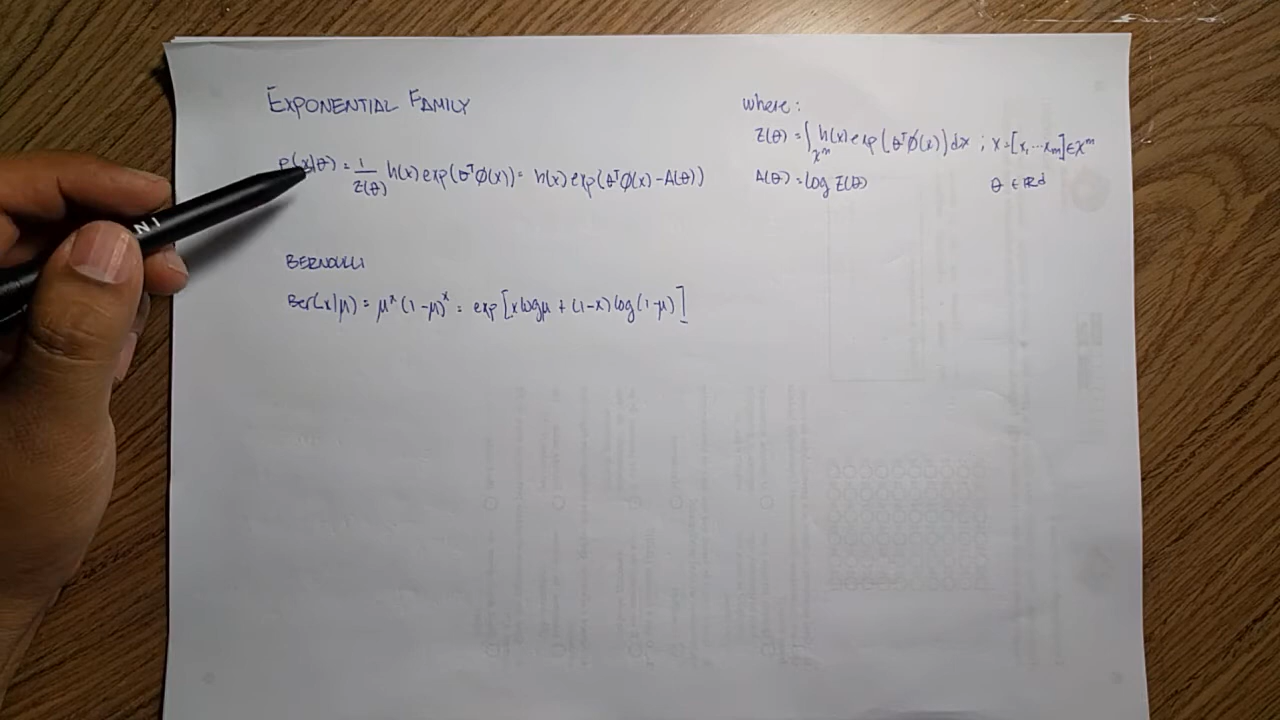 EXPONENTIAL FAMILY
P(x|θ) = 1/Z(θ) h(x) exp(θᵀφ(x)) = h(x) exp(θᵀφ(x) - A(θ))
BERNOULLI
Ber(x|μ) = μˣ (1-μ)ˣ = exp[x log μ + (1-x) log(1-μ)]
where:
Z(θ) = ∫χᵐ h(x) exp(θᵀφ(x)) dx ; x = [x₁ ... xₘ] ∈ χᵐ
A(θ) = log Z(θ) θ ∈ ℝᵈ
NI